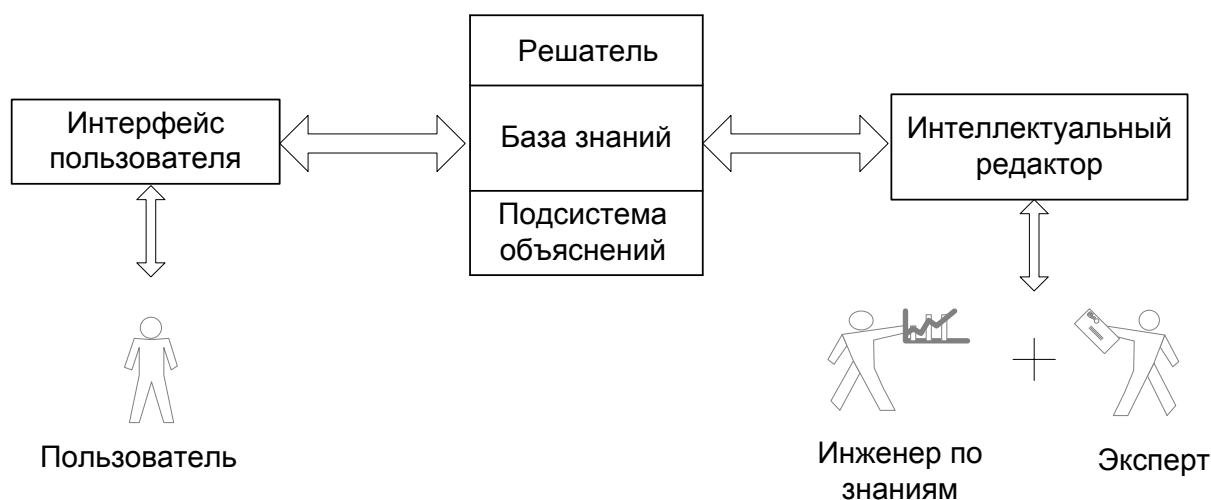 Решатель
Интерфейс
пользователя
База знаний
Интеллектуальный
редактор
Подсистема
объяснений
Пользователь
Инженер по
знаниям
Эксперт